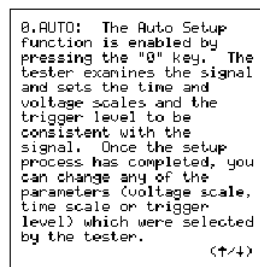 0.AUTO:  The Auto Setup
function is enabled by
pressing the "0" key.  The
tester examines the signal
and sets the time and
voltage scales and the
trigger level to be
consistent with the
signal.  Once the setup
process has completed, you
can change any of the
parameters (voltage scale,
time scale or trigger
level) which were selected
by the tester.
(↑/↓)